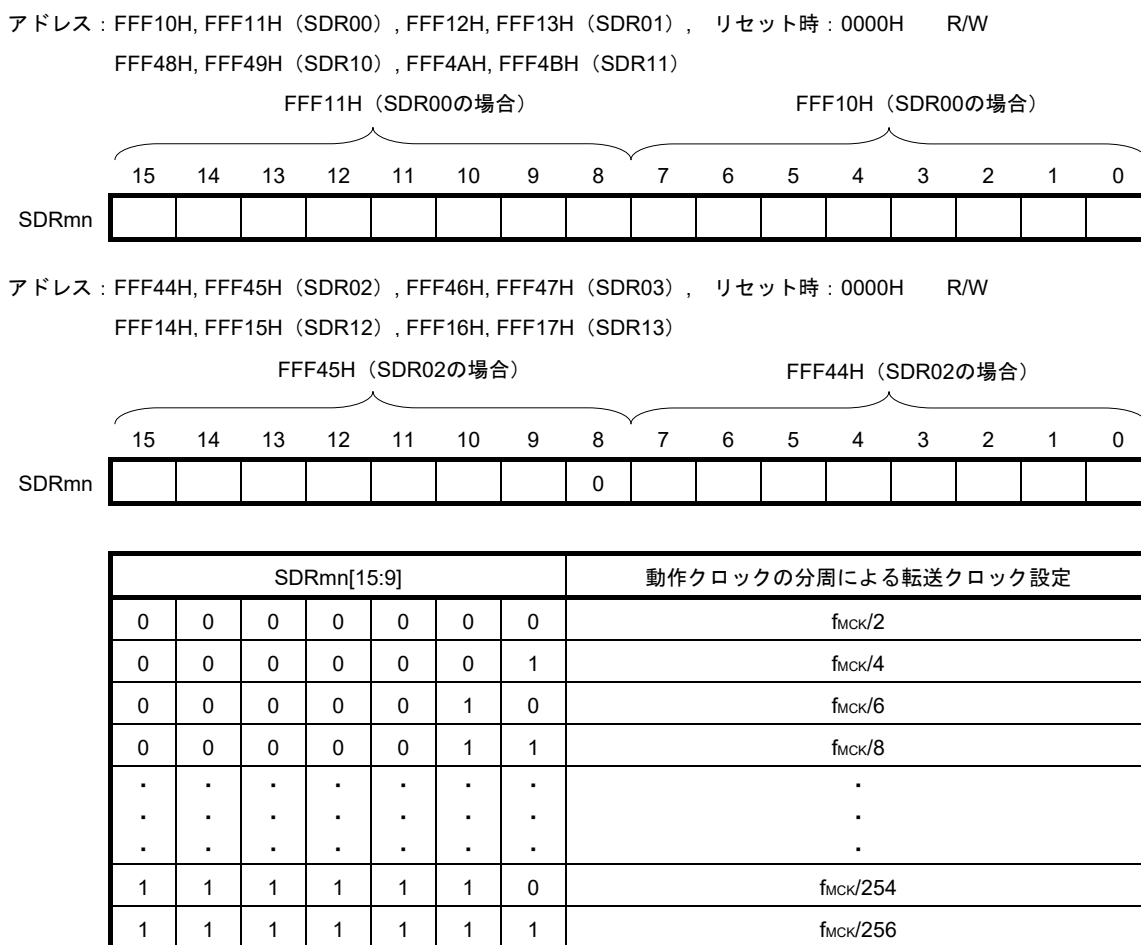 アドレス：FFF10H, FFF11H（SDR00）, FFF12H, FFF13H（SDR01）, リセット時：0000H R/W
FFF48H, FFF49H（SDR10）, FFF4AH, FFF4BH（SDR11）
FFF11H（SDR00の場合） FFF10H（SDR00の場合）
15 14 13 12 11 10 9 8 7 6 5 4 3 2 1 0
SDRmn
アドレス：FFF44H, FFF45H（SDR02）, FFF46H, FFF47H（SDR03）, リセット時：0000H R/W
FFF14H, FFF15H（SDR12）, FFF16H, FFF17H（SDR13）
FFF45H（SDR02の場合） FFF44H（SDR02の場合）
15 14 13 12 11 10 9 8 7 6 5 4 3 2 1 0
SDRmn 0
SDRmn[15:9] 動作クロックの分周による転送クロック設定
0 0 0 0 0 0 0 fMCK/2
0 0 0 0 0 0 1 fMCK/4
0 0 0 0 0 1 0 fMCK/6
0 0 0 0 0 1 1 fMCK/8
・ ・ ・ ・ ・ ・ ・ ・
・ ・ ・ ・ ・ ・ ・ ・
・ ・ ・ ・ ・ ・ ・ ・
1 1 1 1 1 1 0 fMCK/254
1 1 1 1 1 1 1 fMCK/256